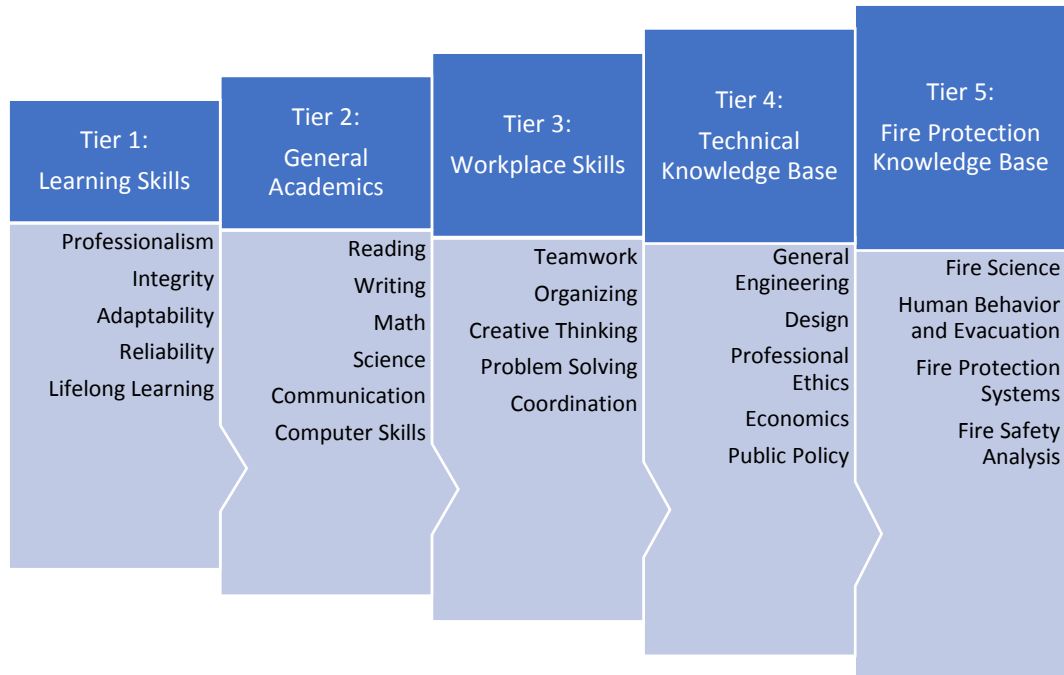 Tier 1:
Learning Skills
Professionalism
Integrity
Adaptability
Reliability
Lifelong Learning
Tier 2:
General
Academics
Reading
Writing
Math
Science
Communication
Computer Skills
Tier 3:
Workplace Skills
Teamwork
Organizing
Creative Thinking
Problem Solving
Coordination
Tier 4:
Technical
Knowledge Base
General
Engineering
Design
Professional
Ethics
Economics
Public Policy
Tier 5:
Fire Protection
Knowledge Base
Fire Science
Human Behavior
and Evacuation
Fire Protection
Systems
Fire Safety
Analysis